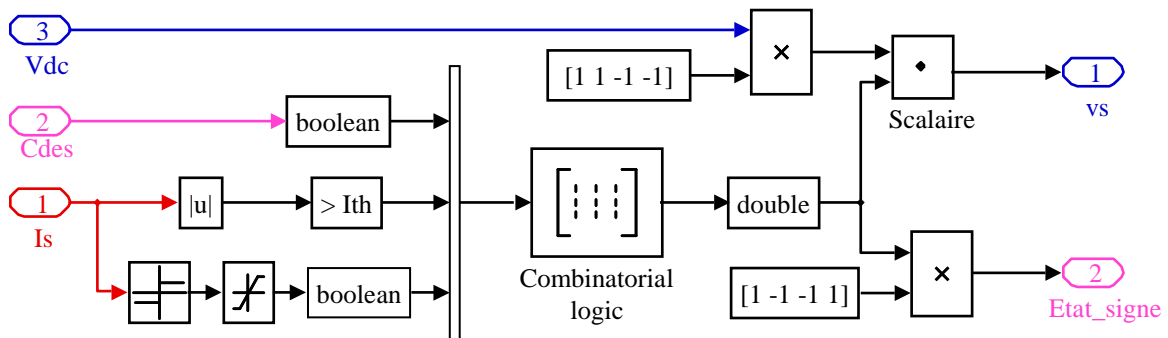 3
Vdc
[1 1 -1 -1]
×
Scalaire
1
vs
2
Cdes
boolean
1
Is
|u|
> Ith
boolean
Combinatorial
logic
double
[1 -1 -1 1]
×
2
Etat_signe